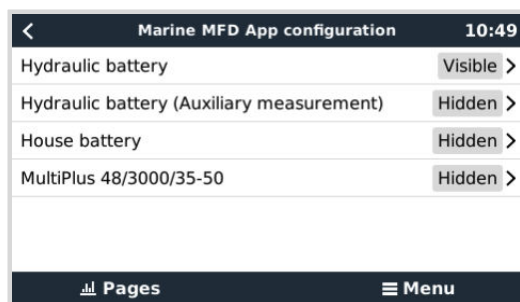 Marine MFD App configuration 10:49
Hydraulic battery Visible
Hydraulic battery (Auxiliary measurement) Hidden
House battery Hidden
MultiPlus 48/3000/35-50 Hidden
Pages Menu